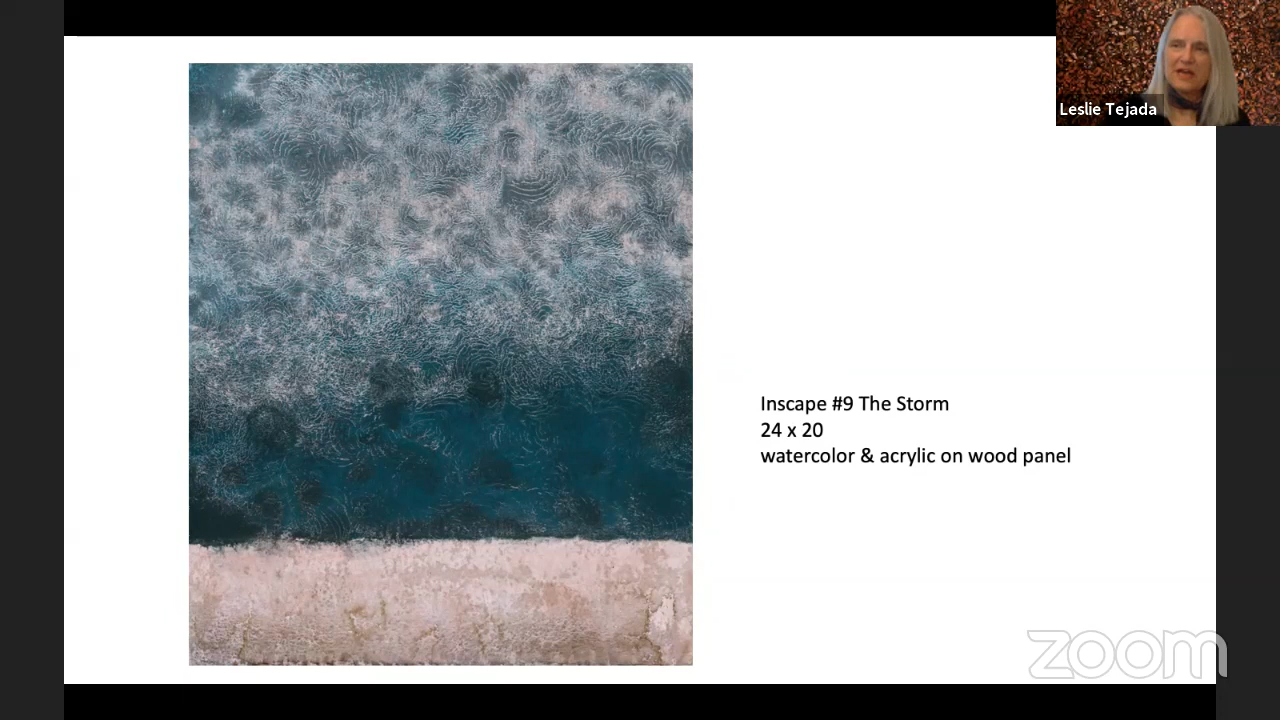 Leslie Tejada
Inscape #9 The Storm
24 x 20
watercolor & acrylic on wood panel
zoom